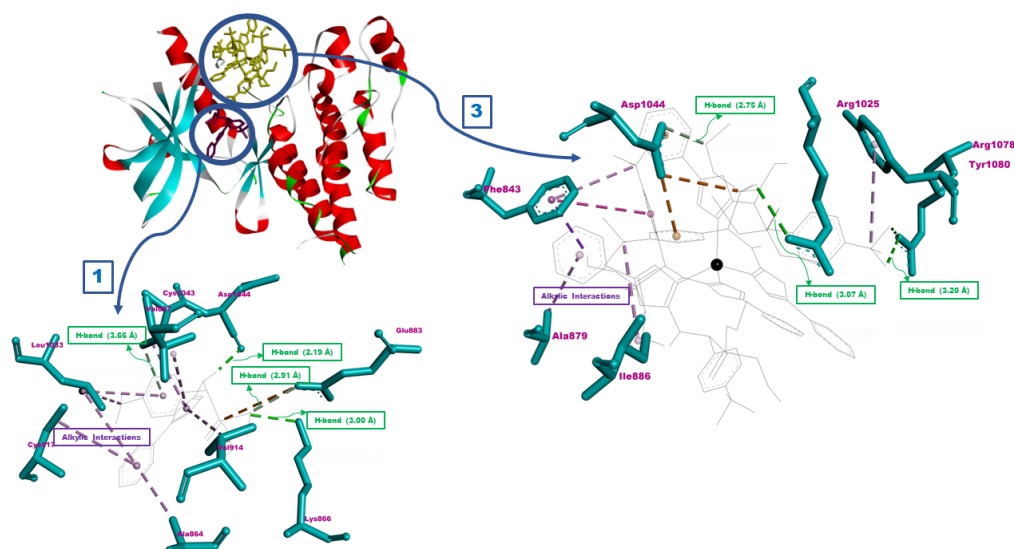 3
Asp1044
H-bond (2.75 Å)
Arg1025
Arg1078
Tyr1080
Phe843
Alkylic Interactions
H-bond (3.07 Å)
H-bond (3.20 Å)
Ala879
Ile886
1
Cys1043
Asp1044
H-bond (3.66 Å)
Glu883
Leu1033
H-bond (2.19 Å)
H-bond (2.91 Å)
H-bond (3.00 Å)
Alkylic Interactions
Lys866
Ala864